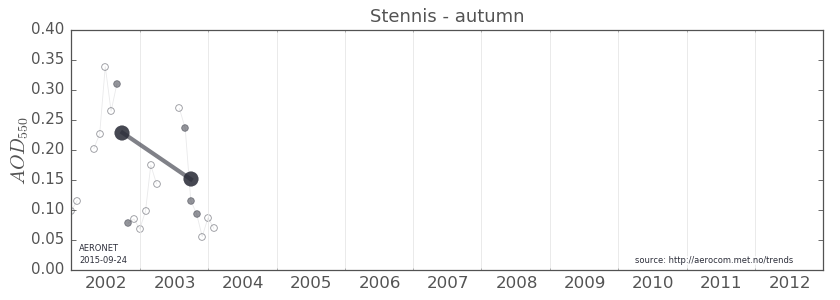 Stennis - autumn
0.40
0.35
0.30
0.25
0.20
0.15
0.10
0.05
0.00
AOD550
AERONET
2015-09-24
source: http://aerocom.met.no/trends
2002 2003 2004 2005 2006 2007 2008 2009 2010 2011 2012